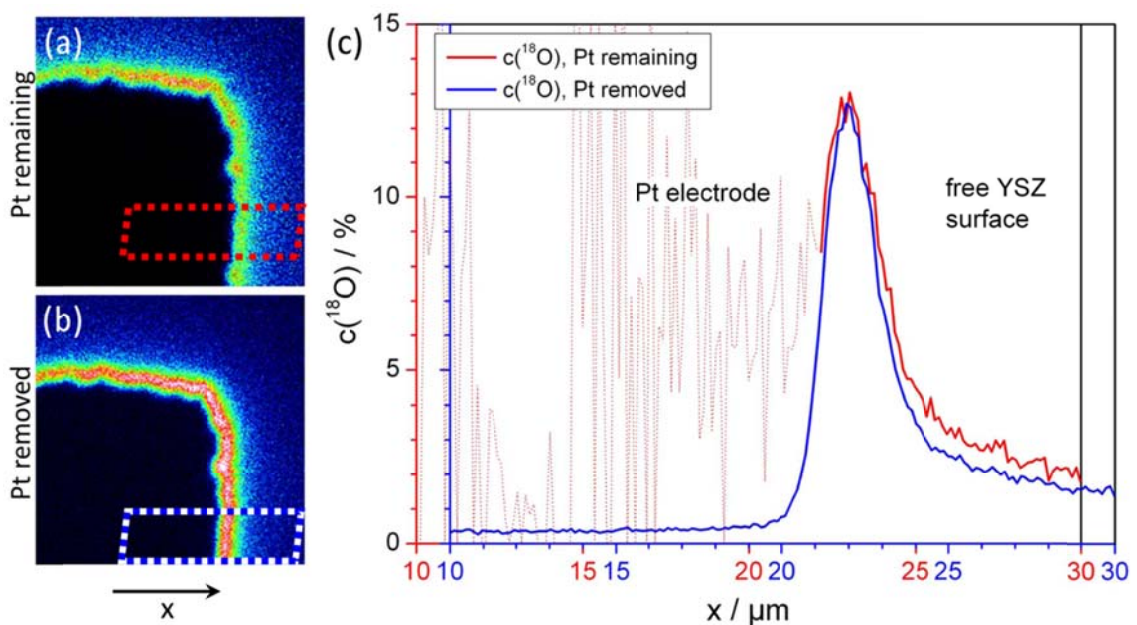 (a)
Pt remaining
(b)
Pt removed
x
(c)
c(¹⁸O), Pt remaining
c(¹⁸O), Pt removed
Pt electrode
free YSZ
surface
c(¹⁸O) / %
15
10
5
0
10 10 15 15 20 20 25 25 30 30
x / µm